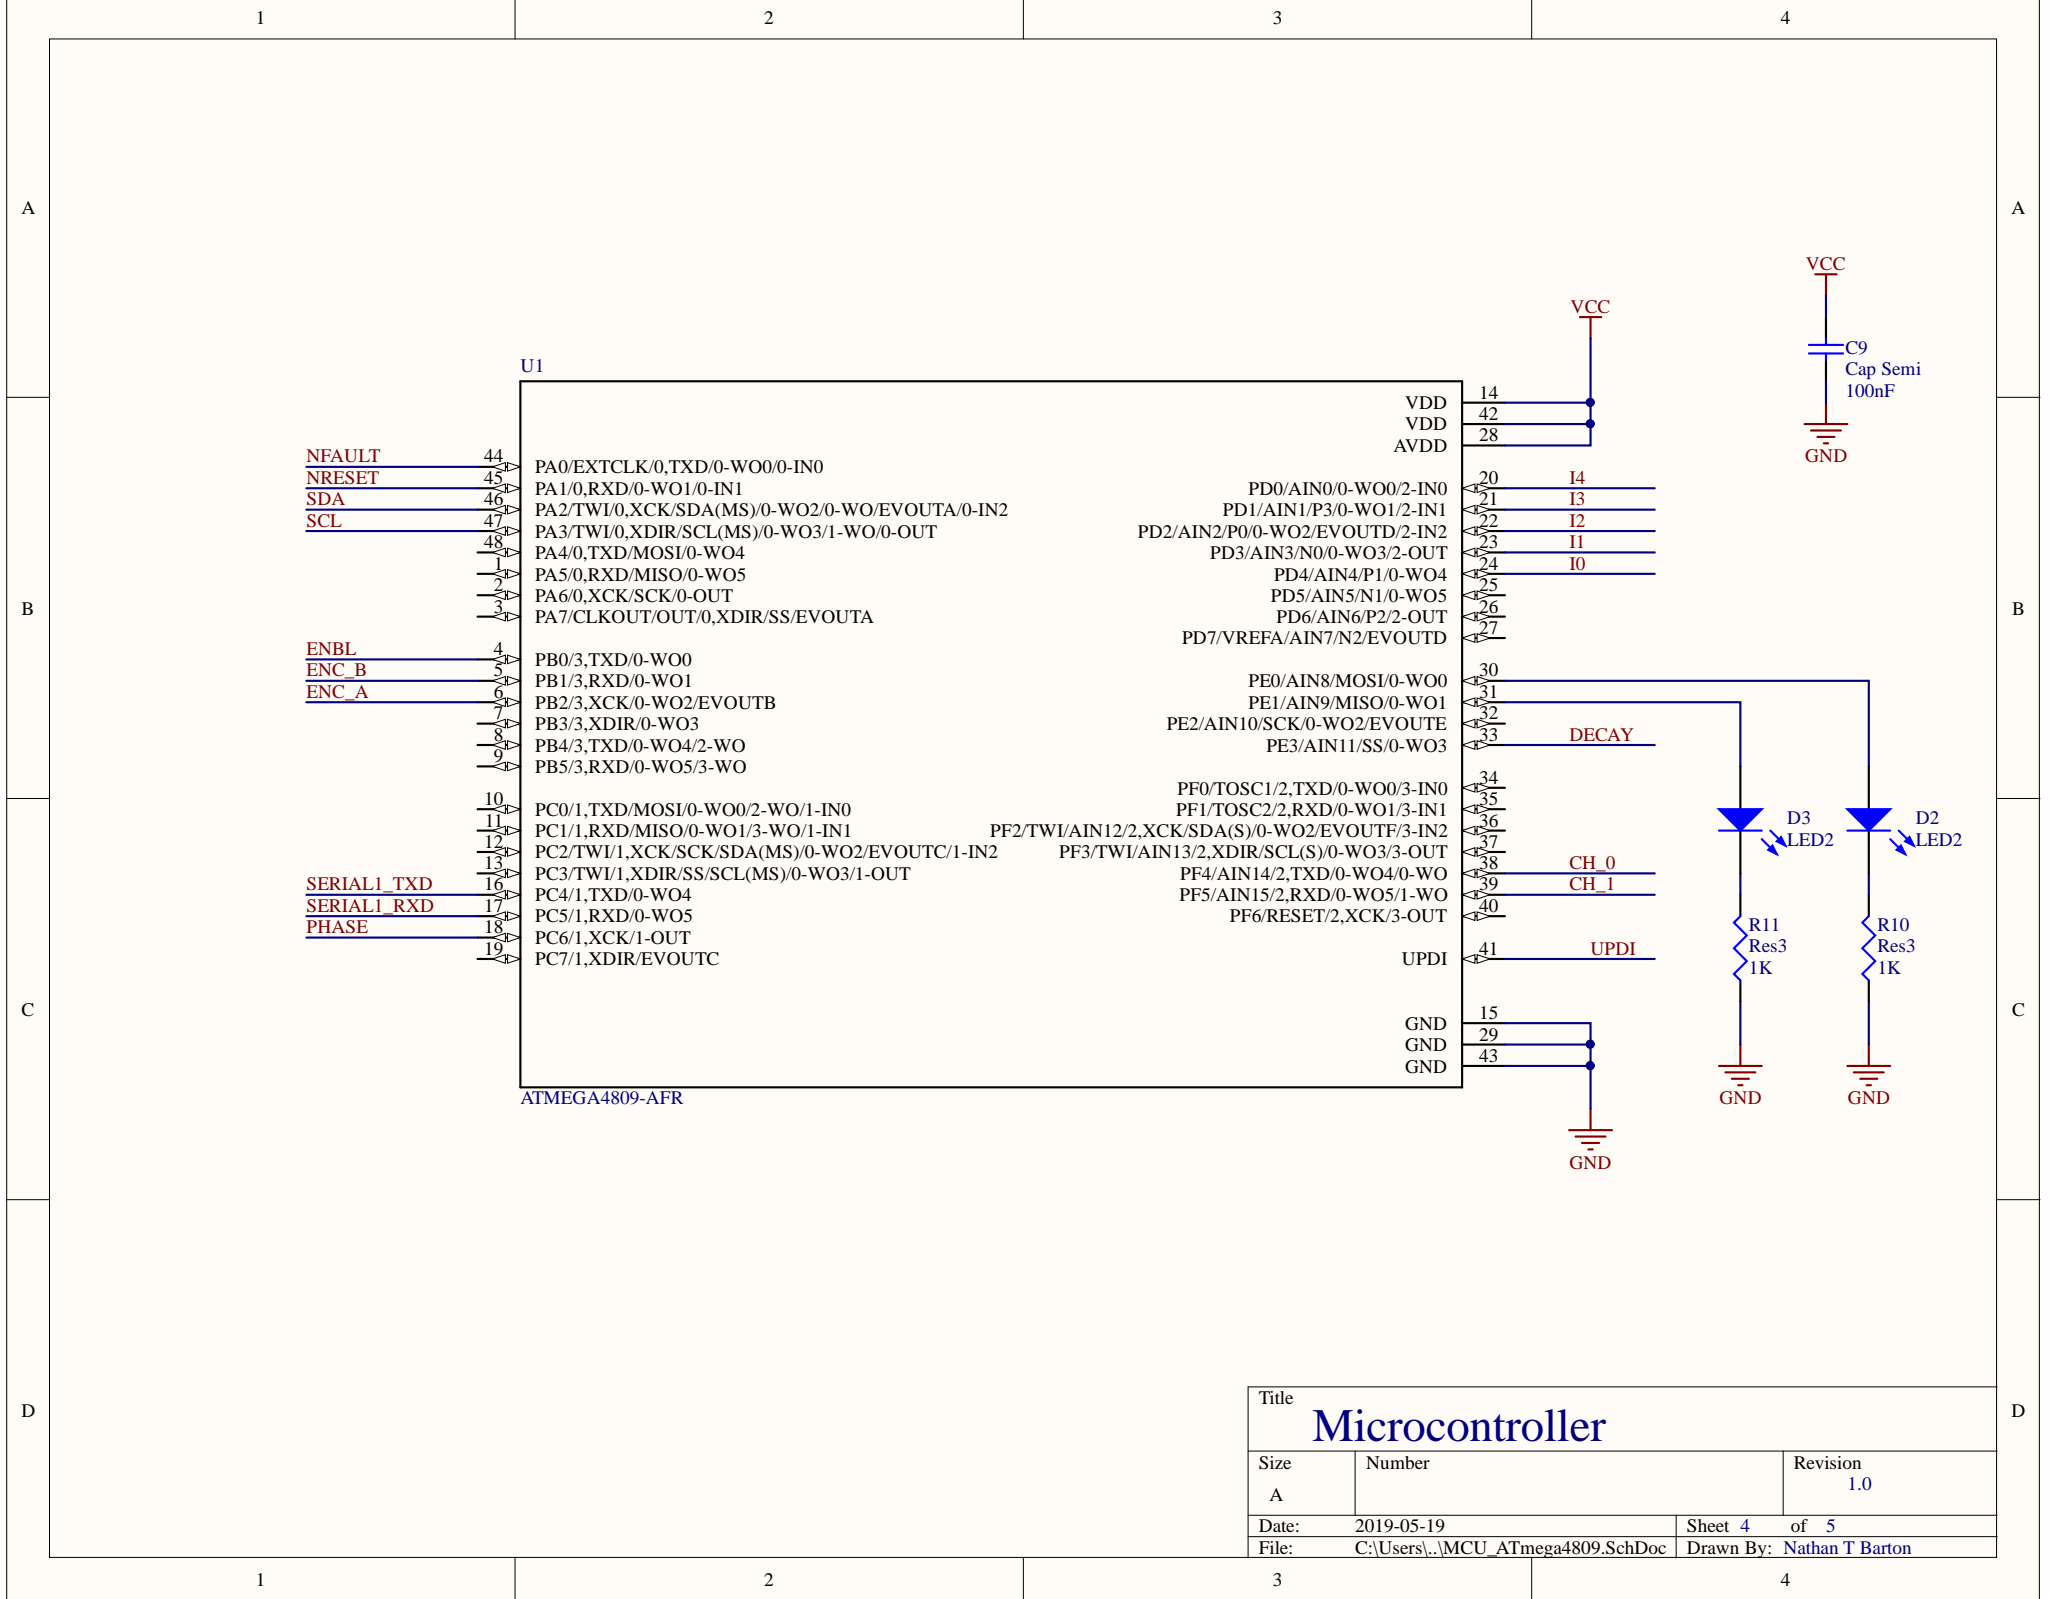 1 2 3 4
A A
VCC
VCC
U1
C9
Cap Semi
100nF
GND
VDD 14
VDD 42
AVDD 28
NFAULT 44 PA0/EXTCLK/0,TXD/0-WO0/0-IN0
NRESET 45 PA1/0,RXD/0-WO1/0-IN1
SDA 46 PA2/TWI/0,XCK/SDA(MS)/0-WO2/0-WO/EVOUTA/0-IN2
SCL 47 PA3/TWI/0,XDIR/SCL(MS)/0-WO3/1-WO/0-OUT
48 PA4/0,TXD/MOSI/0-WO4
1 PA5/0,RXD/MISO/0-WO5
2 PA6/0,XCK/SCK/0-OUT
3 PA7/CLKOUT/OUT/0,XDIR/SS/EVOUTA
B B
ENBL 4 PB0/3,TXD/0-WO0
ENC_B 5 PB1/3,RXD/0-WO1
ENC_A 6 PB2/3,XCK/0-WO2/EVOUTB
7 PB3/3,XDIR/0-WO3
8 PB4/3,TXD/0-WO4/2-WO
9 PB5/3,RXD/0-WO5/3-WO
10 PC0/1,TXD/MOSI/0-WO0/2-WO/1-IN0
11 PC1/1,RXD/MISO/0-WO1/3-WO/1-IN1
12 PC2/TWI/1,XCK/SCK/SDA(MS)/0-WO2/EVOUTC/1-IN2
13 PC3/TWI/1,XDIR/SS/SCL(MS)/0-WO3/1-OUT
SERIAL1_TXD 16 PC4/1,TXD/0-WO4
SERIAL1_RXD 17 PC5/1,RXD/0-WO5
PHASE 18 PC6/1,XCK/1-OUT
19 PC7/1,XDIR/EVOUTC
PD0/AIN0/0-WO0/2-IN0 20 I4
PD1/AIN1/P3/0-WO1/2-IN1 21 I3
PD2/AIN2/P0/0-WO2/EVOUTD/2-IN2 22 I2
PD3/AIN3/N0/0-WO3/2-OUT 23 I1
PD4/AIN4/P1/0-WO4 24 I0
PD5/AIN5/N1/0-WO5 25
PD6/AIN6/P2/2-OUT 26
PD7/VREFA/AIN7/N2/EVOUTD 27
PE0/AIN8/MOSI/0-WO0 30
PE1/AIN9/MISO/0-WO1 31
PE2/AIN10/SCK/0-WO2/EVOUTE 32
PE3/AIN11/SS/0-WO3 33 DECAY
PF0/TOSC1/2,TXD/0-WO0/3-IN0 34
PF1/TOSC2/2,RXD/0-WO1/3-IN1 35
PF2/TWI/AIN12/2,XCK/SDA(S)/0-WO2/EVOUTF/3-IN2 36
PF3/TWI/AIN13/2,XDIR/SCL(S)/0-WO3/3-OUT 37
PF4/AIN14/2,TXD/0-WO4/0-WO 38 CH_0
PF5/AIN15/2,RXD/0-WO5/1-WO 39 CH_1
PF6/RESET/2,XCK/3-OUT 40
UPDI 41 UPDI
D3
LED2
D2
LED2
R11
Res3
1K
R10
Res3
1K
C C
GND 15
GND 29
GND 43
GND
GND
GND
ATMEGA4809-AFR
D D
Title
Microcontroller
Size
A
Number
Revision
1.0
Date: 2019-05-19 Sheet 4 of 5
File: C:\Users\..\MCU_ATmega4809.SchDoc Drawn By: Nathan T Barton
1 2 3 4